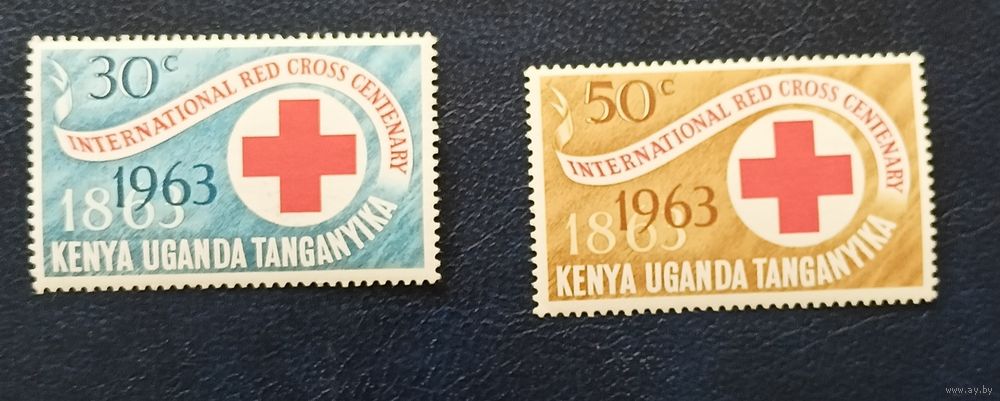 30c
INTERNATIONAL RED CROSS CENTENARY
1963
1863
KENYA UGANDA TANGANYIKA
50c
INTERNATIONAL RED CROSS CENTENARY
1963
1863
KENYA UGANDA TANGANYIKA
www.ay.by